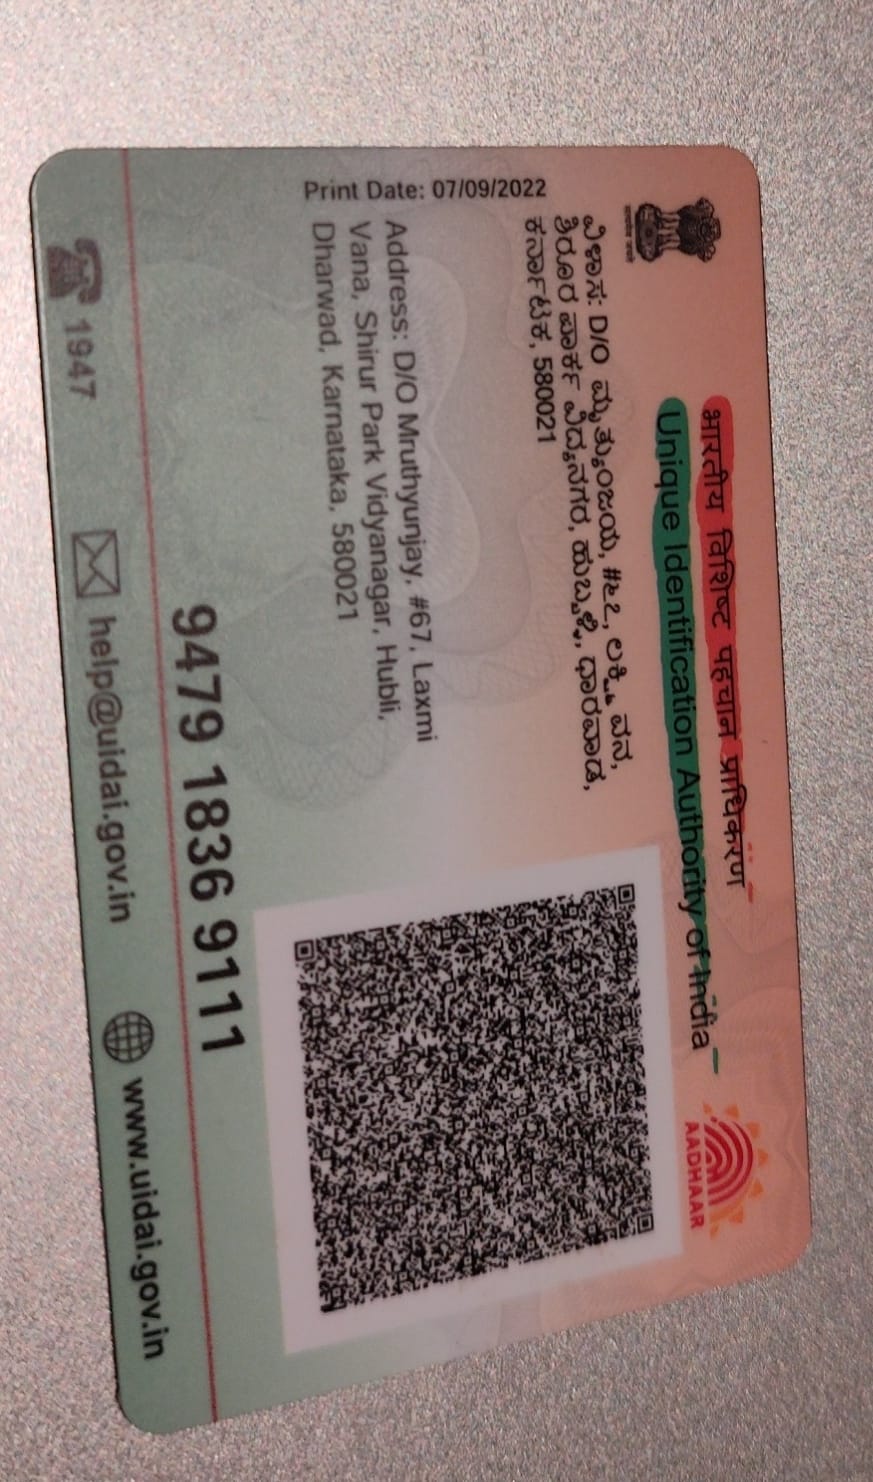 भारतीय विशिष्ट पहचान प्राधिकरण
Unique Identification Authority of India
AADHAAR
Print Date: 07/09/2022
ವಿಳಾಸ: D/O ಮೃತ್ಯುಂಜಯ, #೬೭, ಲಕ್ಷ್ಮೀ ವನ,
ಶಿರೂರ ಪಾರ್ಕ್ ವಿದ್ಯನಗರ, ಹುಬ್ಬಳ್ಳಿ, ಧಾರವಾಡ,
ಕರ್ನಾಟಕ, 580021
Address: D/O Mruthyunjay, #67, Laxmi
Vana, Shirur Park Vidyanagar, Hubli,
Dharwad, Karnataka, 580021
9479 1836 9111
1947
help@uidai.gov.in
www.uidai.gov.in